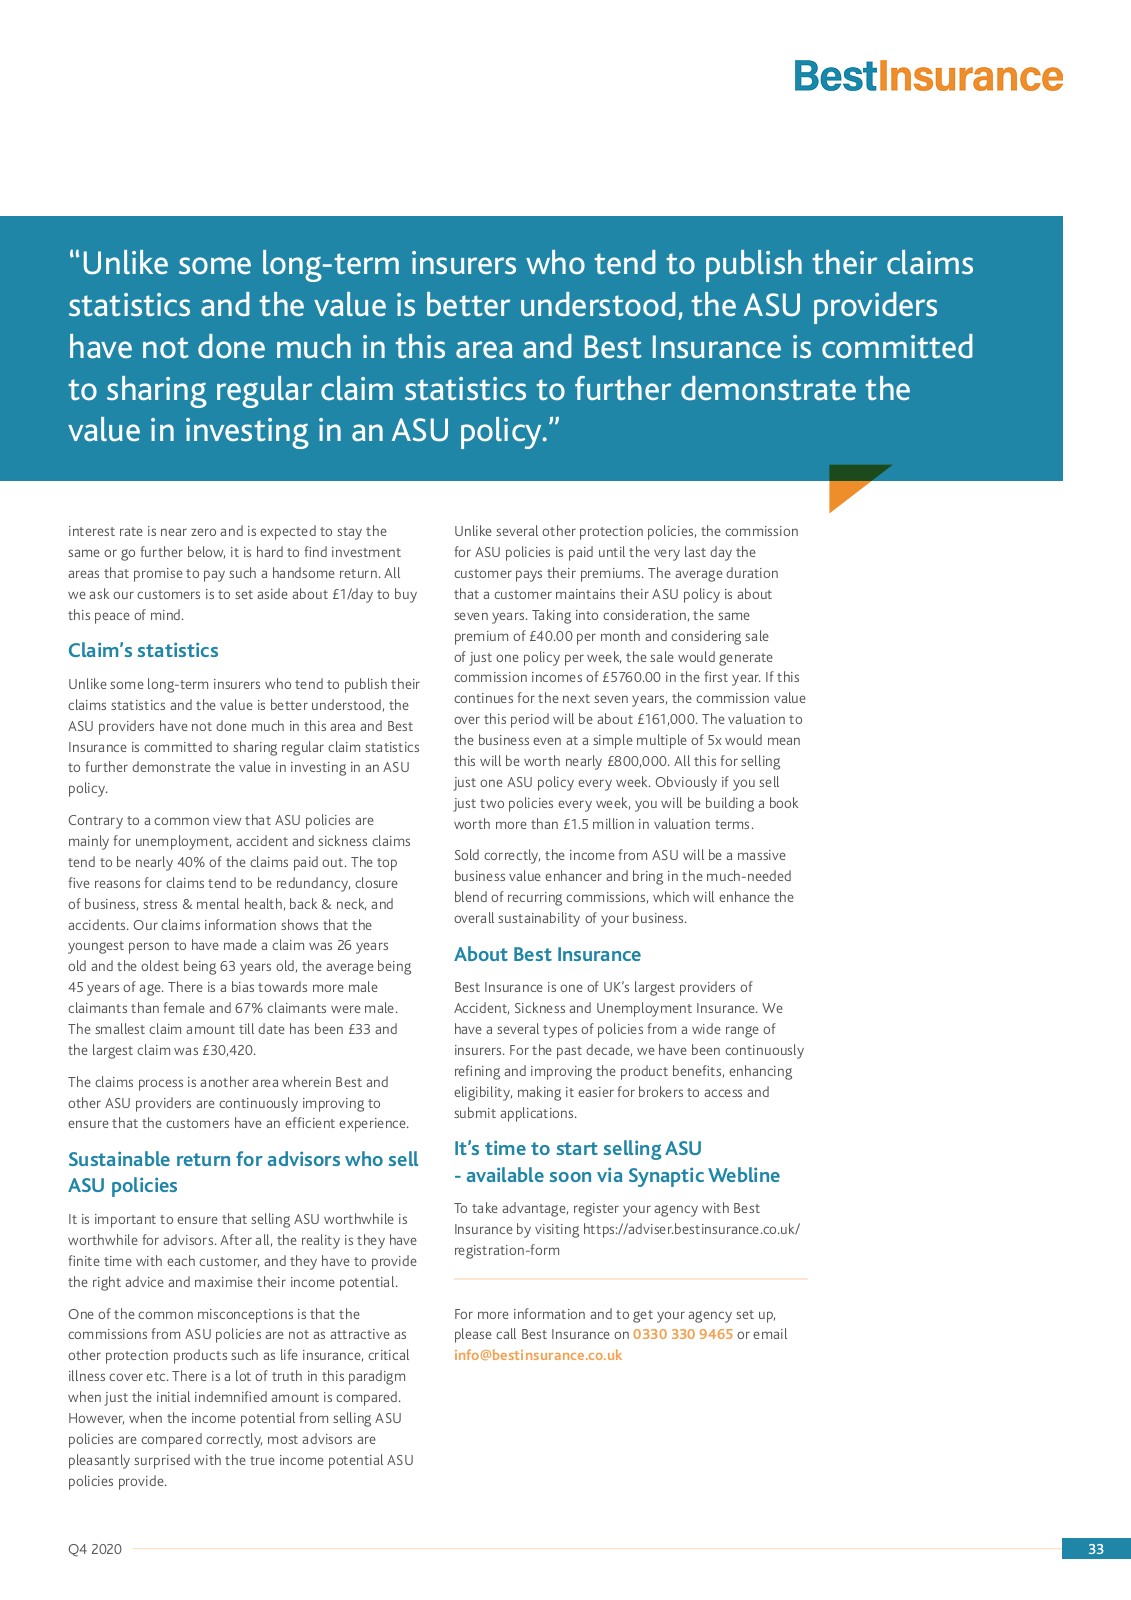 BestInsurance
“Unlike some long-term insurers who tend to publish their claims
statistics and the value is better understood, the ASU providers
have not done much in this area and Best Insurance is committed
to sharing regular claim statistics to further demonstrate the
value in investing in an ASU policy.”
interest rate is near zero and is expected to stay the
same or go further below, it is hard to find investment
areas that promise to pay such a handsome return. All
we ask our customers is to set aside about £1/day to buy
this peace of mind.
Claim’s statistics
Unlike some long-term insurers who tend to publish their
claims statistics and the value is better understood, the
ASU providers have not done much in this area and Best
Insurance is committed to sharing regular claim statistics
to further demonstrate the value in investing in an ASU
policy.
Contrary to a common view that ASU policies are
mainly for unemployment, accident and sickness claims
tend to be nearly 40% of the claims paid out. The top
five reasons for claims tend to be redundancy, closure
of business, stress & mental health, back & neck, and
accidents. Our claims information shows that the
youngest person to have made a claim was 26 years
old and the oldest being 63 years old, the average being
45 years of age. There is a bias towards more male
claimants than female and 67% claimants were male.
The smallest claim amount till date has been £33 and
the largest claim was £30,420.
The claims process is another area wherein Best and
other ASU providers are continuously improving to
ensure that the customers have an efficient experience.
Sustainable return for advisors who sell
ASU policies
It is important to ensure that selling ASU worthwhile is
worthwhile for advisors. After all, the reality is they have
finite time with each customer, and they have to provide
the right advice and maximise their income potential.
One of the common misconceptions is that the
commissions from ASU policies are not as attractive as
other protection products such as life insurance, critical
illness cover etc. There is a lot of truth in this paradigm
when just the initial indemnified amount is compared.
However, when the income potential from selling ASU
policies are compared correctly, most advisors are
pleasantly surprised with the true income potential ASU
policies provide.
Unlike several other protection policies, the commission
for ASU policies is paid until the very last day the
customer pays their premiums. The average duration
that a customer maintains their ASU policy is about
seven years. Taking into consideration, the same
premium of £40.00 per month and considering sale
of just one policy per week, the sale would generate
commission incomes of £5760.00 in the first year. If this
continues for the next seven years, the commission value
over this period will be about £161,000. The valuation to
the business even at a simple multiple of 5x would mean
this will be worth nearly £800,000. All this for selling
just one ASU policy every week. Obviously if you sell
just two policies every week, you will be building a book
worth more than £1.5 million in valuation terms.
Sold correctly, the income from ASU will be a massive
business value enhancer and bring in the much-needed
blend of recurring commissions, which will enhance the
overall sustainability of your business.
About Best Insurance
Best Insurance is one of UK’s largest providers of
Accident, Sickness and Unemployment Insurance. We
have a several types of policies from a wide range of
insurers. For the past decade, we have been continuously
refining and improving the product benefits, enhancing
eligibility, making it easier for brokers to access and
submit applications.
It’s time to start selling ASU
- available soon via Synaptic Webline
To take advantage, register your agency with Best
Insurance by visiting https://adviser.bestinsurance.co.uk/
registration-form
For more information and to get your agency set up,
please call Best Insurance on 0330 330 9465 or email
info@bestinsurance.co.uk
Q4 2020
33